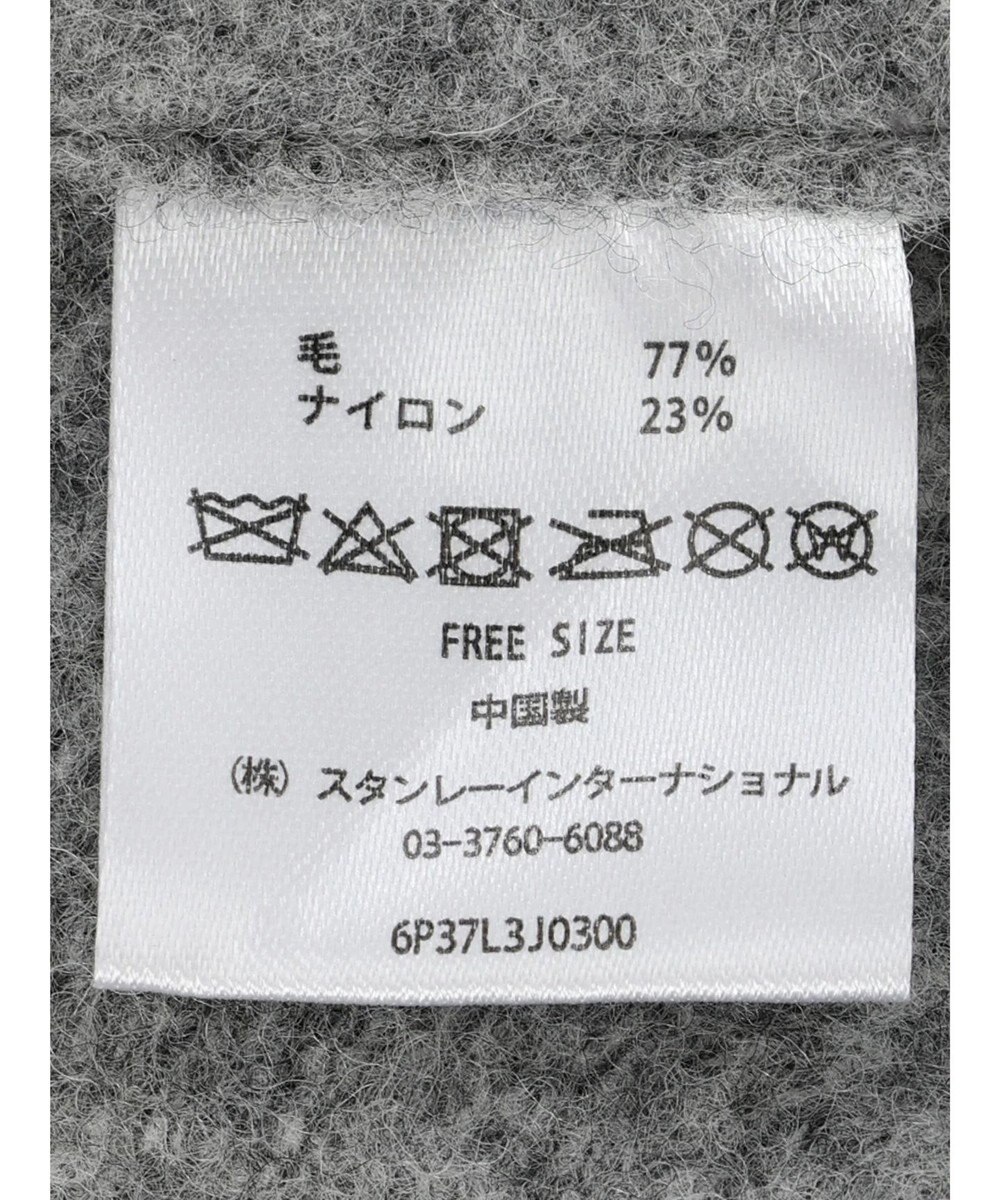 毛 77%
ナイロン 23%
FREE SIZE
中国製
(株) スタンレーインターナショナル
03-3760-6088
6P37L3J0300